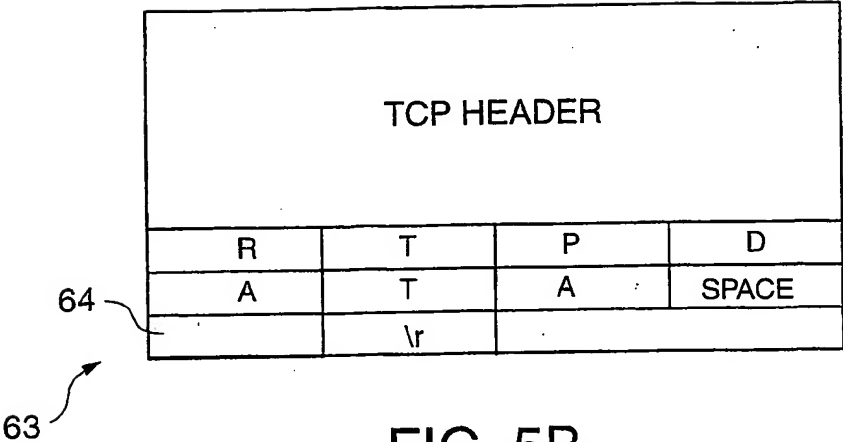 TCP HEADER
R T P D
A T A SPACE
64
\r
63
FIG. 5B